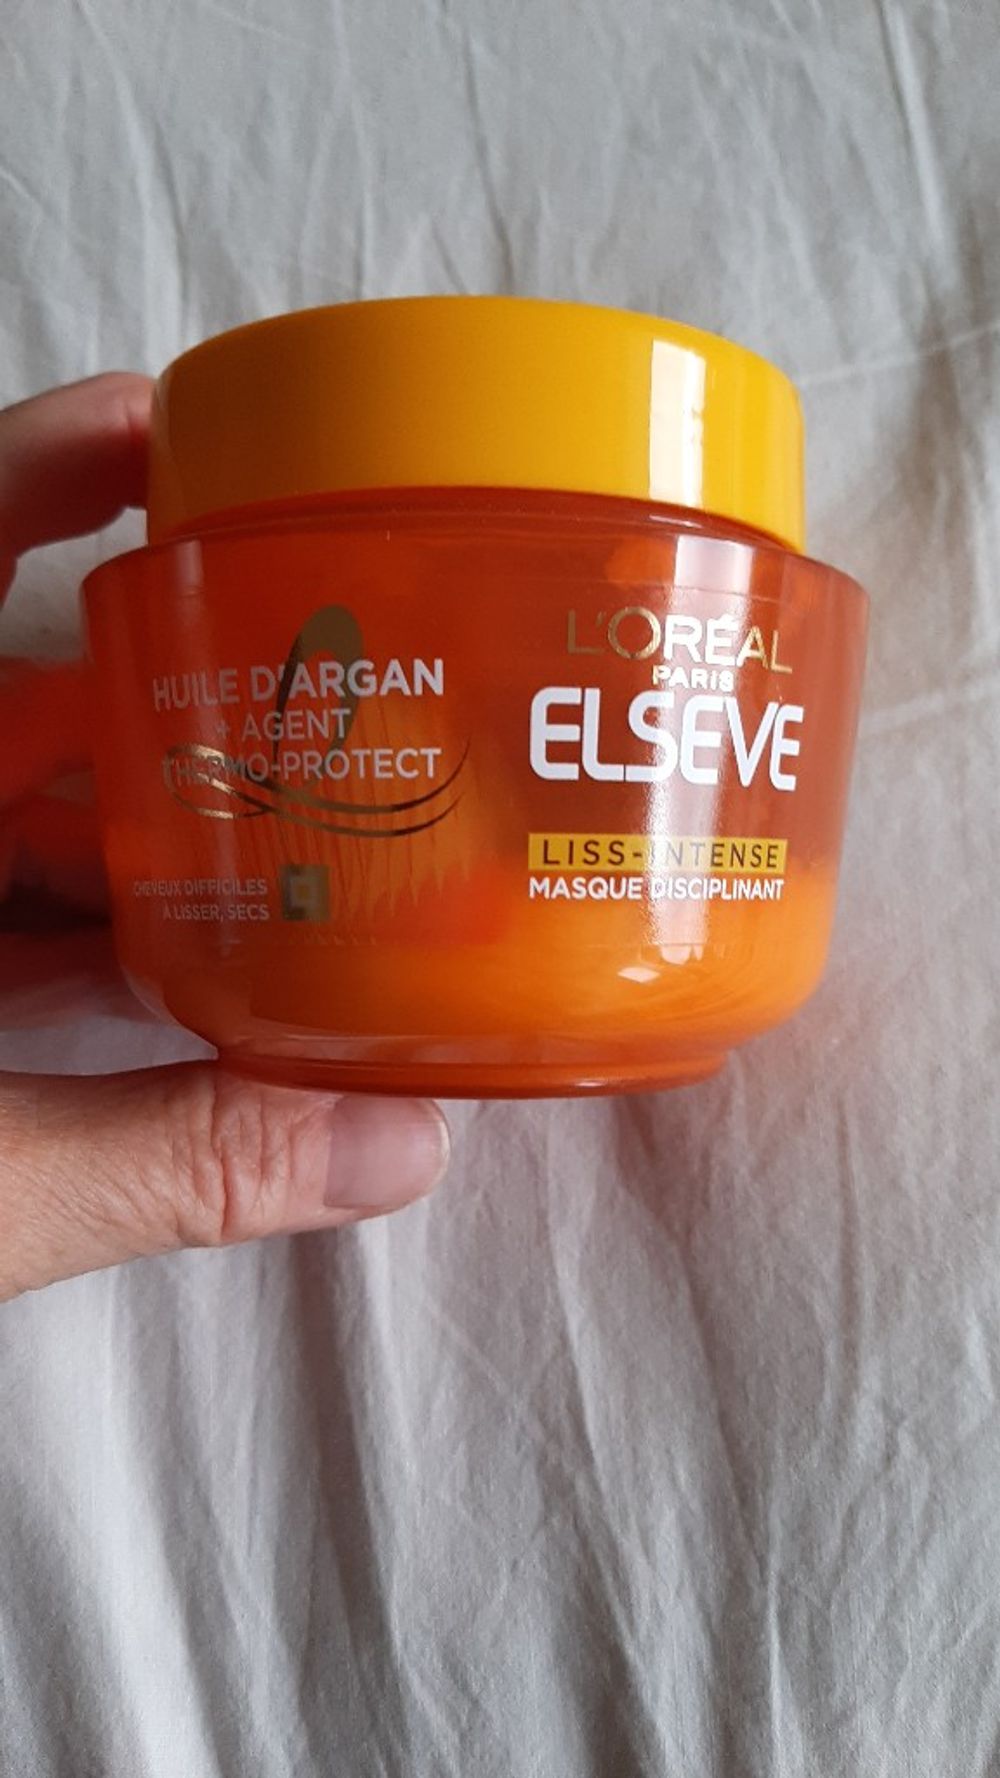 HUILE D'ARGAN
+ AGENT
THERMO-PROTECT
CHEVEUX DIFFICILES
À LISSER, SECS
L'ORÉAL
PARIS
ELSEVE
LISS-INTENSE
MASQUE DISCIPLINANT